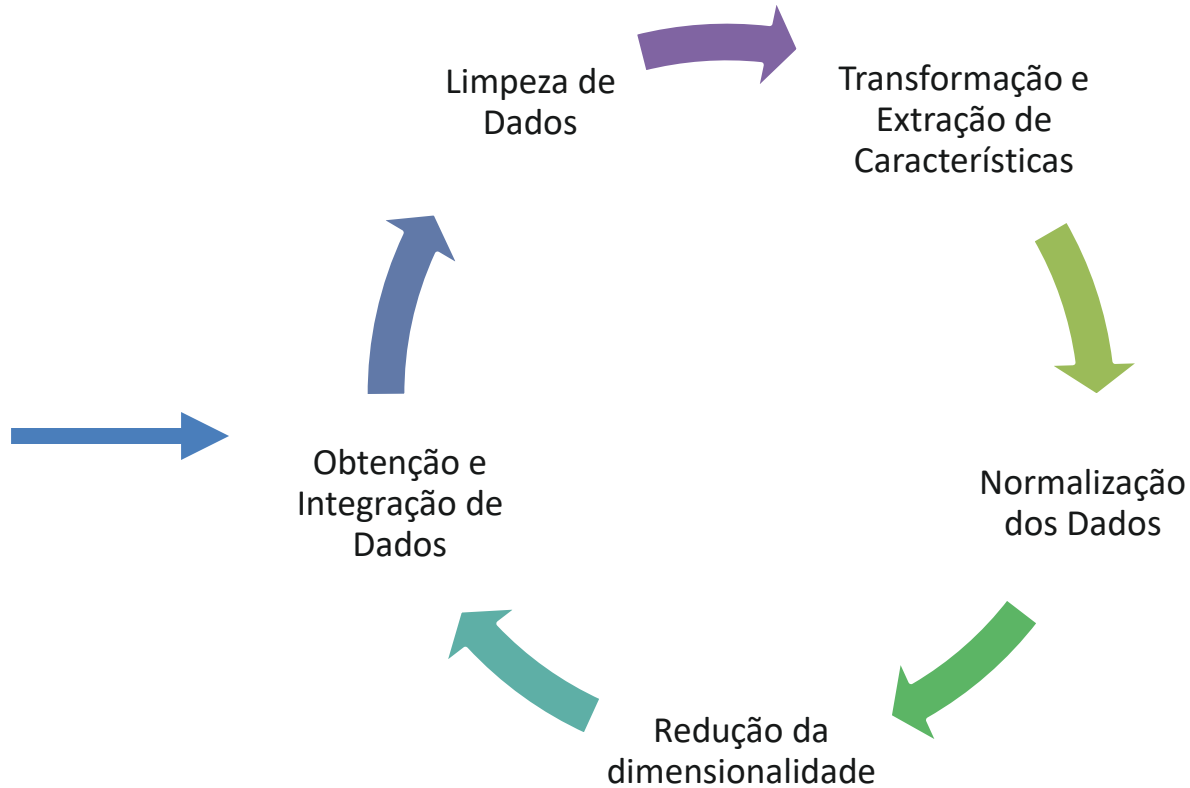 Limpeza de
Dados
Transformação e
Extração de
Características
Normalização
dos Dados
Redução da
dimensionalidade
Obtenção e
Integração de
Dados